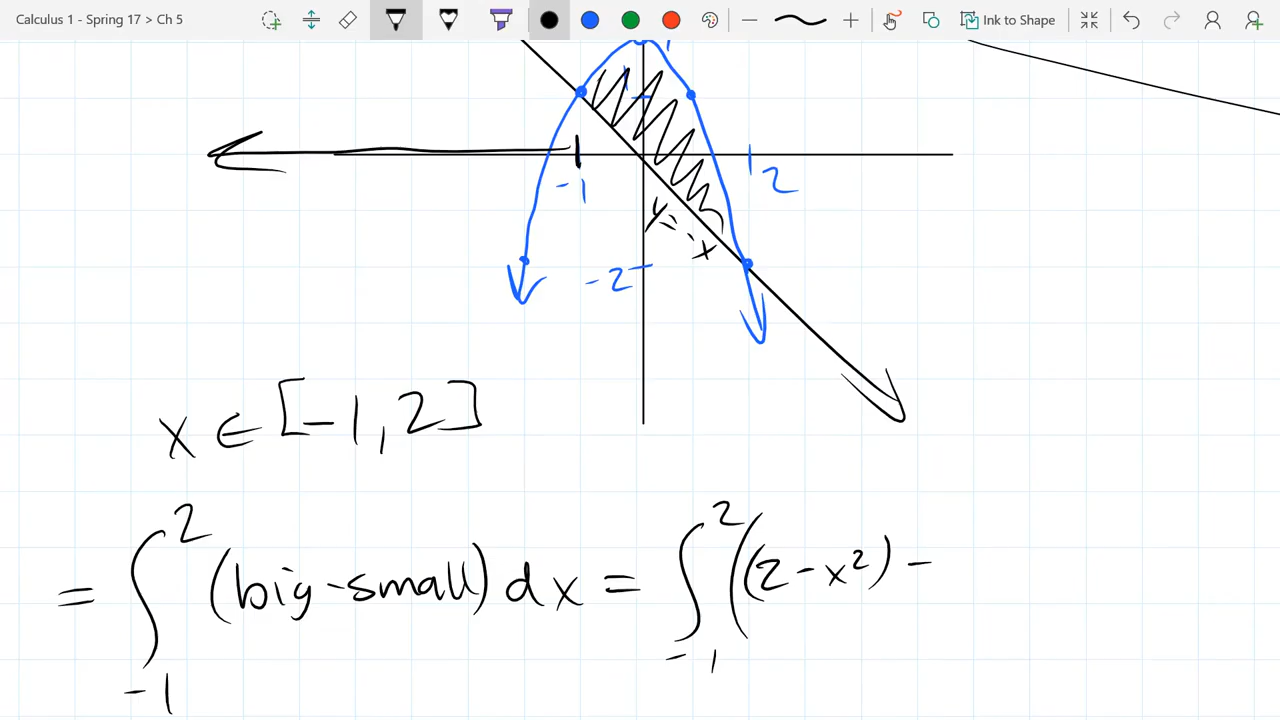 Calculus 1 - Spring 17 > Ch 5
Ink to Shape
1
-1
2
y=-x
-2
x ∈ [-1, 2]
= ∫_{-1}^{2} (big-small) dx = ∫_{-1}^{2} ((2-x²) -